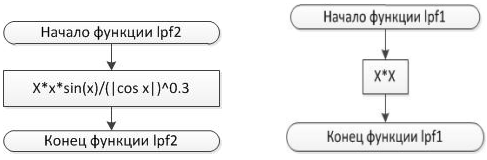 Начало функции lpf2
X*x*sin(x)/(|cos x|)^0.3
Конец функции lpf2
Начало функции lpf1
X*X
Конец функции lpf1